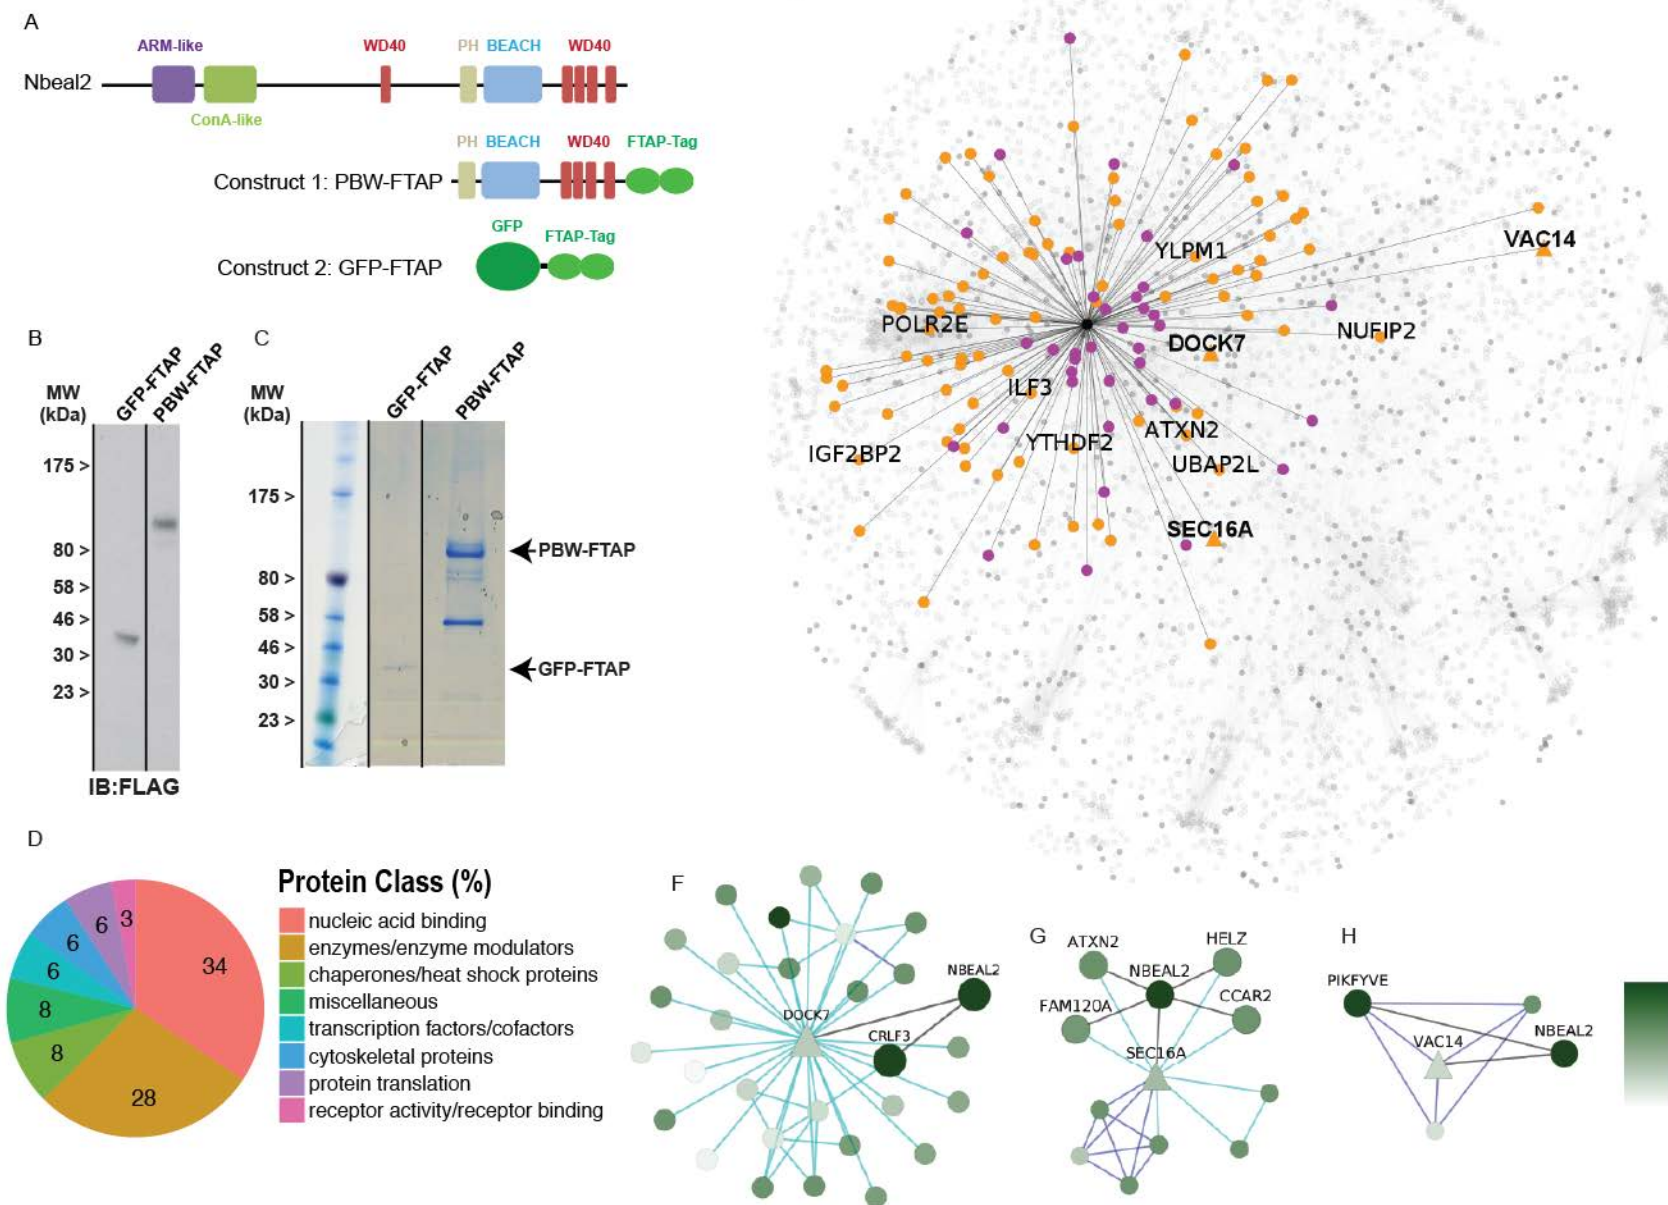 A
ARM-like
WD40
PH BEACH
WD40
Nbeal2
ConA-like
PH BEACH
WD40
FTAP-Tag
Construct 1: PBW-FTAP
GFP
FTAP-Tag
Construct 2: GFP-FTAP
B
MW
(kDa)
GFP-FTAP
PBW-FTAP
175 >
80 >
58 >
46 >
30 >
23 >
IB:FLAG
C
MW
(kDa)
GFP-FTAP
PBW-FTAP
175 >
80 >
58 >
46 >
30 >
23 >
PBW-FTAP
GFP-FTAP
VAC14
YLPM1
POLR2E
DOCK7
NUFIP2
ILF3
IGF2BP2
YTHDF2
ATXN2
UBAP2L
SEC16A
D
34
28
8
8
6
6
6
3
Protein Class (%)
nucleic acid binding
enzymes/enzyme modulators
chaperones/heat shock proteins
miscellaneous
transcription factors/cofactors
cytoskeletal proteins
protein translation
receptor activity/receptor binding
F
NBEAL2
DOCK7
CRLF3
G
ATXN2
HELZ
NBEAL2
FAM120A
CCAR2
SEC16A
H
PIKFYVE
NBEAL2
VAC14